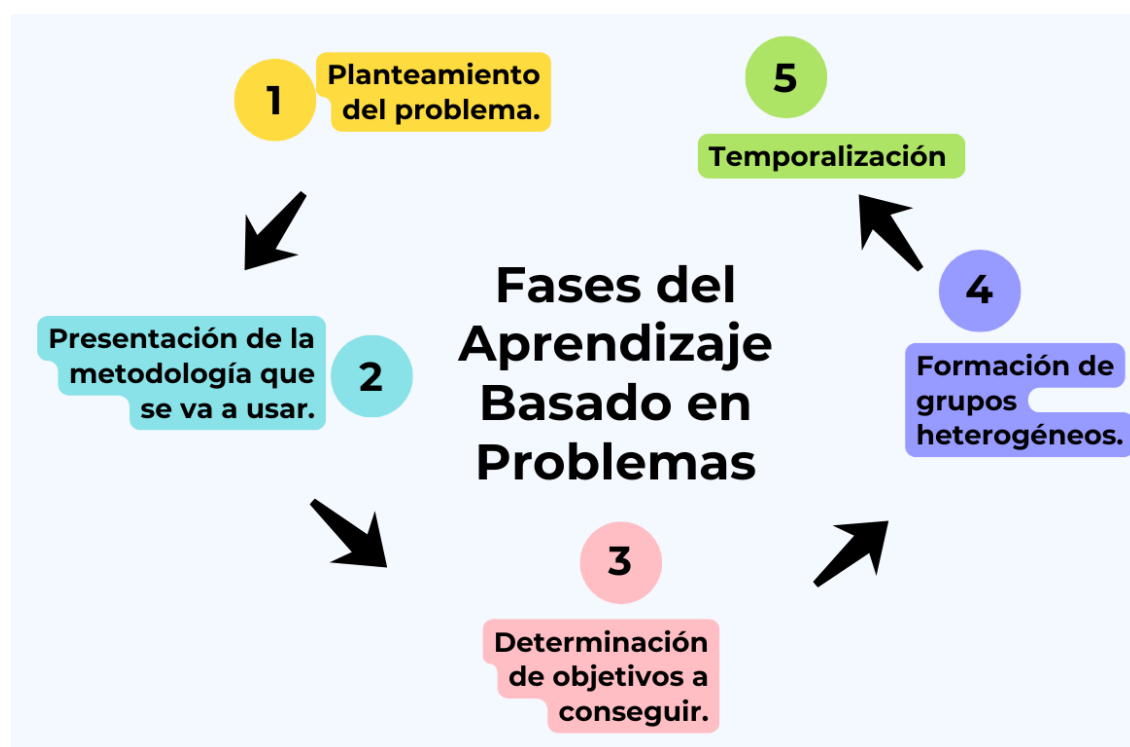 1
Planteamiento
del problema.
2
Presentación de la
metodología que
se va a usar.
3
Determinación
de objetivos a
conseguir.
4
Formación de
grupos
heterogéneos.
5
Temporalización
Fases del
Aprendizaje
Basado en
Problemas